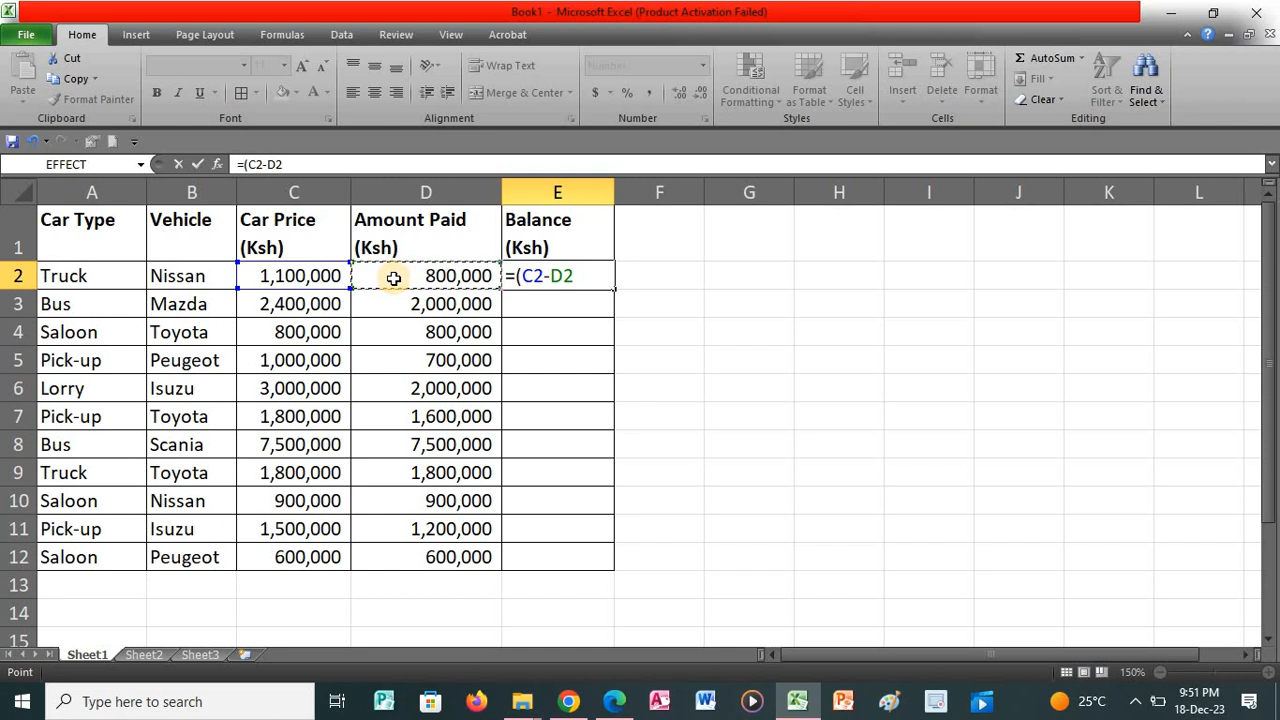 Book1 - Microsoft Excel (Product Activation Failed)
File Home Insert Page Layout Formulas Data Review View Acrobat
Cut
Copy
Format Painter
Paste
Clipboard
11
B I U
Font
Wrap Text
Merge & Center
Alignment
Number
$ % ,
Number
Conditional Formatting
Format as Table
Cell Styles
Styles
Insert Delete Format
Cells
Σ AutoSum
Fill
Clear
Sort & Filter
Find & Select
Editing
EFFECT fx =(C2-D2
A B C D E F G H I J K L
1 Car Type Vehicle Car Price (Ksh) Amount Paid (Ksh) Balance (Ksh)
2 Truck Nissan 1,100,000 800,000 =(C2-D2
3 Bus Mazda 2,400,000 2,000,000
4 Saloon Toyota 800,000 800,000
5 Pick-up Peugeot 1,000,000 700,000
6 Lorry Isuzu 3,000,000 2,000,000
7 Pick-up Toyota 1,800,000 1,600,000
8 Bus Scania 7,500,000 7,500,000
9 Truck Toyota 1,800,000 1,800,000
10 Saloon Nissan 900,000 900,000
11 Pick-up Isuzu 1,500,000 1,200,000
12 Saloon Peugeot 600,000 600,000
13
14
15
Sheet1 Sheet2 Sheet3
Point 150%
Type here to search 25°C 9:51 PM
18-Dec-23